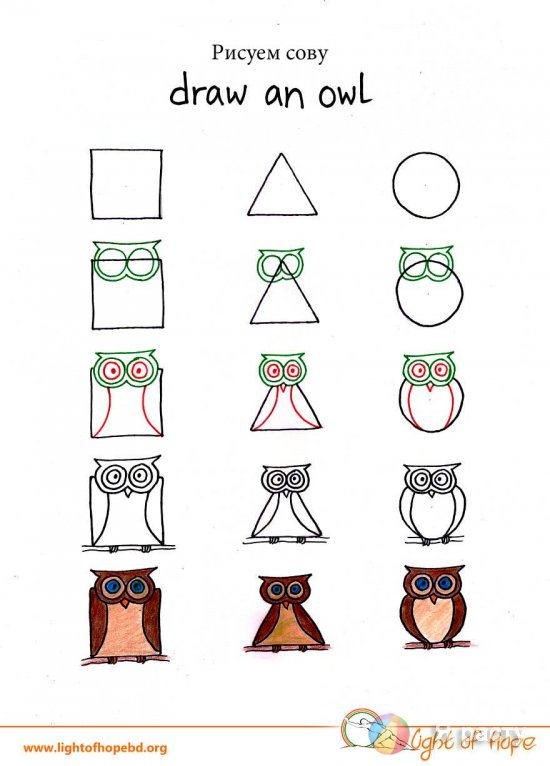 Рисуем сову
draw an owl
www.lightofhopebd.org
light of Hope